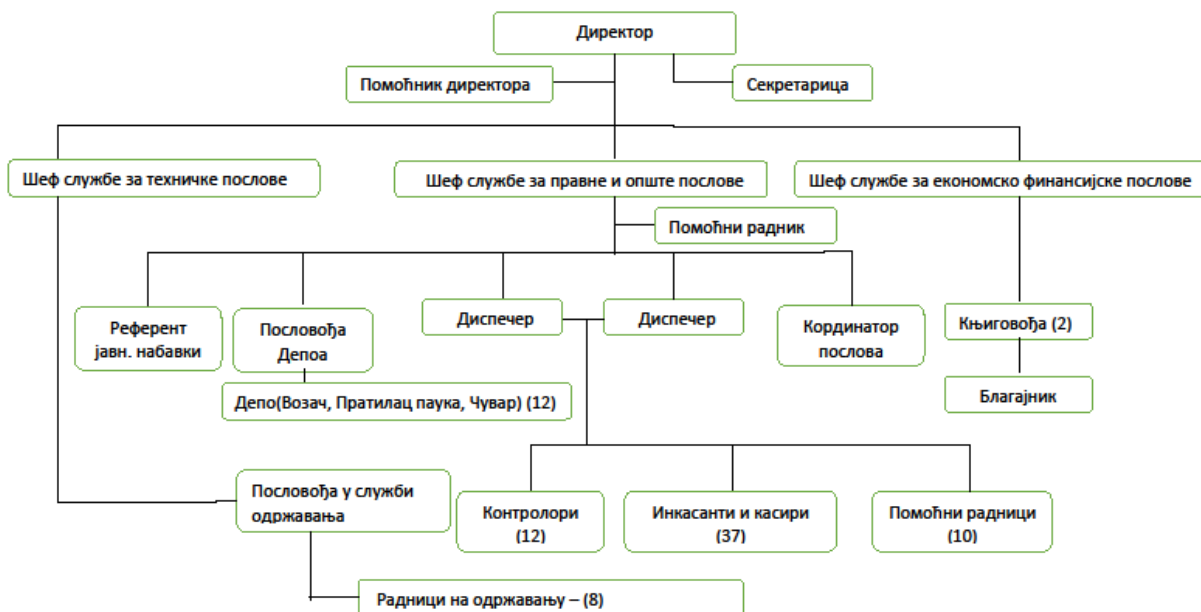 Директор
Помоћник директора
Секретарица
Шеф службе за техничке послове
Шеф службе за правне и опште послове
Шеф службе за економско финансијске послове
Помоћни радник
Референт
јавн. набавки
Пословођа
Депоа
Диспечер
Диспечер
Кординатор
послова
Књиговођа (2)
Депо(Возач, Пратилац паука, Чувар) (12)
Благајник
Пословођа у служби
одржавања
Контролори
(12)
Инкасанти и касири
(37)
Помоћни радници
(10)
Радници на одржавању – (8)